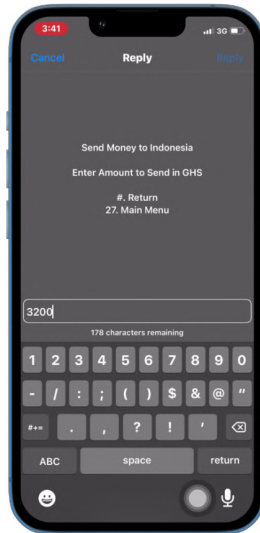 3:41
3G
Cancel Reply Reply
Send Money to Indonesia
Enter Amount to Send in GHS
#. Return
27. Main Menu
3200
178 characters remaining
1 2 3 4 5 6 7 8 9 0
- / : ; ( ) $ & @ "
#+= . , ? ! '
ABC space return